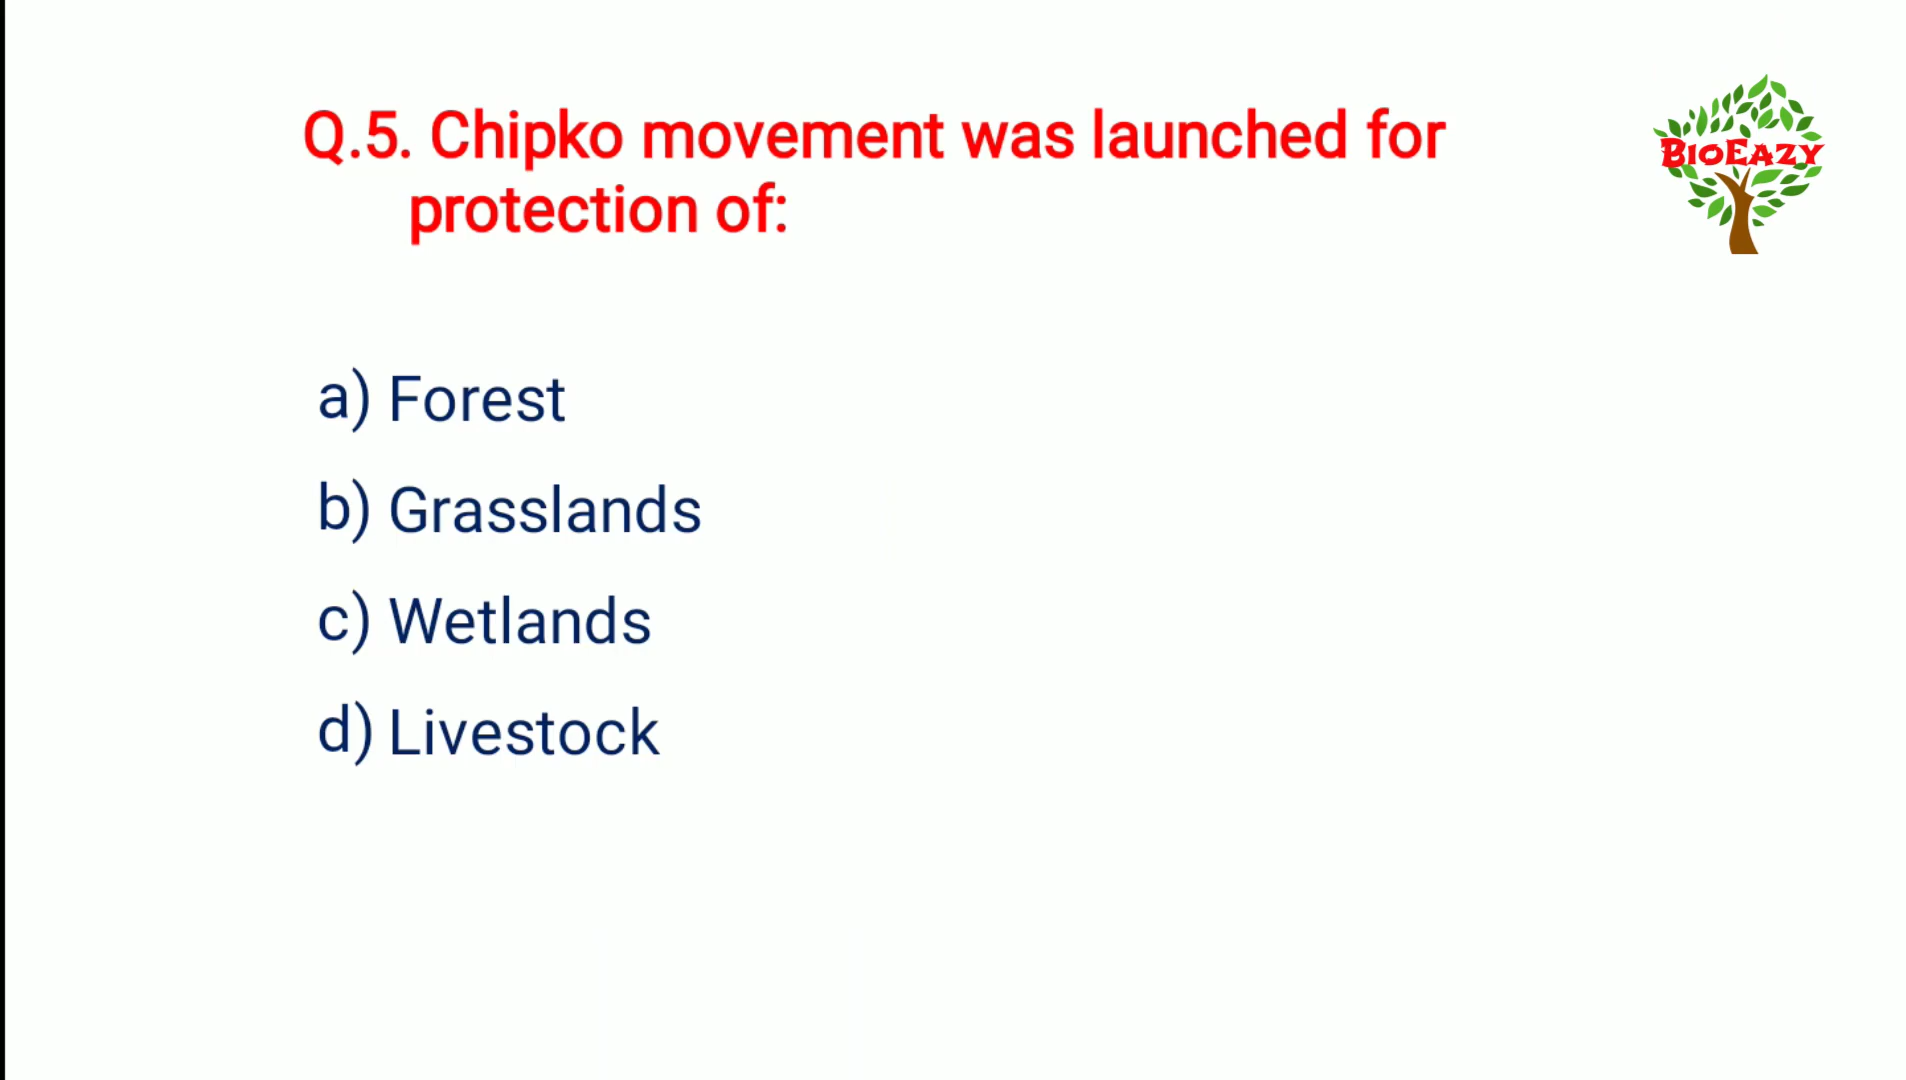 Q.5. Chipko movement was launched for
protection of:
BIOEAZY
a) Forest
b) Grasslands
c) Wetlands
d) Livestock